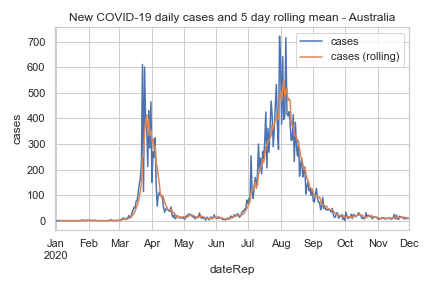 New COVID-19 daily cases and 5 day rolling mean - Australia
cases
cases (rolling)
700
600
500
400
300
200
100
0
cases
Jan Feb Mar Apr May Jun Jul Aug Sep Oct Nov Dec
2020
dateRep